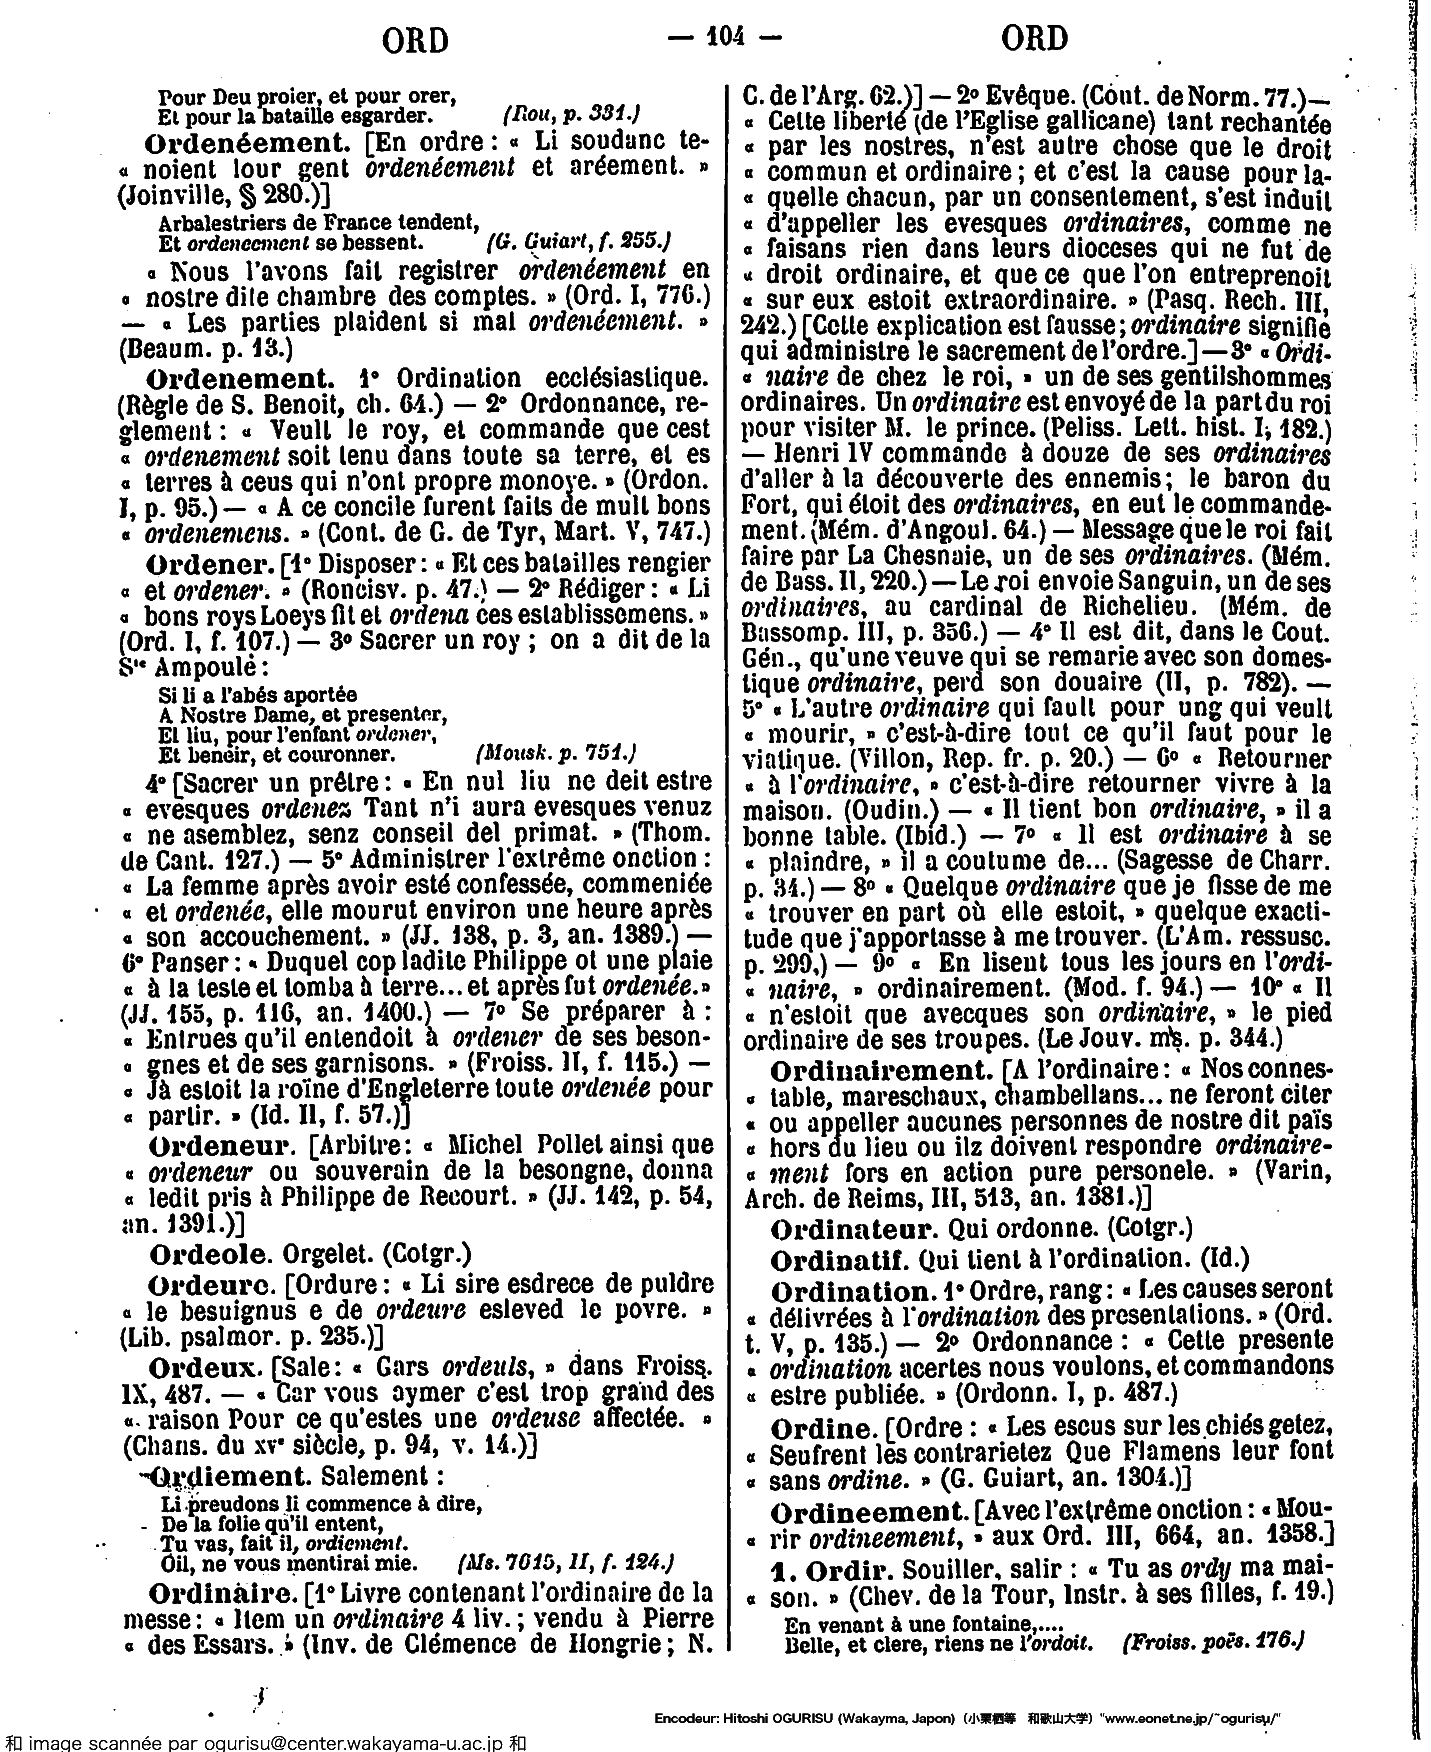 ORD
— 104 —
ORD
Pour Deu proier, et pour orer,
Et pour la bataille esgarder. (Rou, p. 331.)
Ordenéement. [En ordre : « Li soudanc te-
« noient lour gent ordenéement et aréement. »
(Joinville, § 280.)]
Arbalestriers de France tendent,
Et ordeneement se bessent. (G. Guiart, f. 255.)
« Nous l'avons fait registrer ordenéement en
« nostre dite chambre des comptes. » (Ord. I, 776.)
— « Les parties plaident si mal ordenéement. »
(Beaum. p. 13.)
Ordenement. 1° Ordination ecclésiastique.
(Règle de S. Benoit, ch. 64.) — 2° Ordonnance, re-
glement : « Veult le roy, et commande que cest
« ordenement soit tenu dans toute sa terre, et es
« terres à ceus qui n'ont propre monoye. » (Ordon.
I, p. 95.) — « A ce concile furent faits de mult bons
« ordenemens. » (Cont. de G. de Tyr, Mart. V, 747.)
Ordener. [1° Disposer : « Et ces batailles rengier
« et ordener. » (Roncisv. p. 47.) — 2° Rédiger : « Li
« bons roys Loeys fit et ordena ces establissemens. »
(Ord. I, f. 107.) — 3° Sacrer un roy ; on a dit de la
Ste Ampoule :
Si li a l'abés aportée
A Nostre Dame, et presenter,
El liu, pour l'enfant ordener,
Et beneir, et couronner. (Mousk. p. 751.)
4° [Sacrer un prêtre : « En nul liu ne deit estre
« evesques ordenez Tant n'i aura evesques venuz
« ne asemblez, senz conseil del primat. » (Thom.
de Cant. 127.) — 5° Administrer l'extrême onction :
« La femme après avoir esté confessée, commeniée
« et ordenée, elle mourut environ une heure après
« son accouchement. » (JJ. 138, p. 3, an. 1389.) —
6° Panser : « Duquel cop ladite Philippe ot une plaie
« à la teste et tomba à terre... et après fut ordenée. »
(JJ. 155, p. 116, an. 1400.) — 7° Se préparer à :
« Entrues qu'il entendoit à ordener de ses beson-
« gnes et de ses garnisons. » (Froiss. II, f. 115.) —
« Jà estoit la roïne d'Engleterre toute ordenée pour
« partir. » (Id. II, f. 57.)]
Ordeneur. [Arbitre : « Michel Pollet ainsi que
« ordeneur ou souverain de la besongne, donna
« ledit pris à Philippe de Recourt. » (JJ. 142, p. 54,
an. 1391.)]
Ordeole. Orgelet. (Cotgr.)
Ordeure. [Ordure : « Li sire esdrece de puldre
« le besuignus e de ordeure esleved le povre. »
(Lib. psalmor. p. 235.)]
Ordeux. [Sale : « Gars ordeuls, » dans Froiss.
IX, 487. — « Car vous aymer c'est trop grand des
« raison Pour ce qu'estes une ordeuse affectée. »
(Chans. du xve siècle, p. 94, v. 14.)]
Ordiement. Salement :
Li preudons li commence à dire,
De la folie qu'il entent,
Tu vas, fait il, ordiement.
Oil, ne vous mentirai mie. (Ms. 7015, II, f. 124.)
Ordinaire. [1° Livre contenant l'ordinaire de la
messe : « Item un ordinaire 4 liv. ; vendu à Pierre
« des Essars. » (Inv. de Clémence de Hongrie ; N.
C. de l'Arg. 62.)] — 2° Evêque. (Cout. de Norm. 77.) —
« Cette liberté (de l'Eglise gallicane) tant rechantée
« par les nostres, n'est autre chose que le droit
« commun et ordinaire ; et c'est la cause pour la-
« quelle chacun, par un consentement, s'est induit
« d'appeller les evesques ordinaires, comme ne
« faisans rien dans leurs dioceses qui ne fut de
« droit ordinaire, et que ce que l'on entreprenoit
« sur eux estoit extraordinaire. » (Pasq. Rech. III,
242.) [Cette explication est fausse ; ordinaire signifie
qui administre le sacrement de l'ordre.] — 3° « Ordi-
« naire de chez le roi, » un de ses gentilshommes
ordinaires. Un ordinaire est envoyé de la part du roi
pour visiter M. le prince. (Peliss. Lett. hist. I, 182.)
— Henri IV commande à douze de ses ordinaires
d'aller à la découverte des ennemis ; le baron du
Fort, qui étoit des ordinaires, en eut le commande-
ment. (Mém. d'Angoul. 64.) — Message que le roi fait
faire par La Chesnaie, un de ses ordinaires. (Mém.
de Bass. II, 220.) — Le roi envoie Sanguin, un de ses
ordinaires, au cardinal de Richelieu. (Mém. de
Bassomp. III, p. 356.) — 4° Il est dit, dans le Cout.
Gén., qu'une veuve qui se remarie avec son domes-
tique ordinaire, perd son douaire (II, p. 782). —
5° « L'autre ordinaire qui fault pour ung qui veult
« mourir, » c'est-à-dire tout ce qu'il faut pour le
viatique. (Villon, Rep. fr. p. 20.) — 6° « Retourner
« à l'ordinaire, » c'est-à-dire retourner vivre à la
maison. (Oudin.) — « Il tient bon ordinaire, » il a
bonne table. (Ibid.) — 7° « Il est ordinaire à se
« plaindre, » il a coutume de... (Sagesse de Charr.
p. 34.) — 8° « Quelque ordinaire que je fisse de me
« trouver en part où elle estoit, » quelque exacti-
tude que j'apportasse à me trouver. (L'Am. ressusc.
p. 299.) — 9° « En lisent tous les jours en l'ordi-
« naire, » ordinairement. (Mod. f. 94.) — 10° « Il
« n'estoit que avecques son ordinaire, » le pied
ordinaire de ses troupes. (Le Jouv. ms. p. 344.)
Ordinairement. [A l'ordinaire : « Nos connes-
« table, mareschaux, chambellans... ne feront citer
« ou appeller aucunes personnes de nostre dit païs
« hors du lieu ou ilz doivent respondre ordinaire-
« ment fors en action pure personele. » (Varin,
Arch. de Reims, III, 513, an. 1381.)]
Ordinateur. Qui ordonne. (Cotgr.)
Ordinatif. Qui tient à l'ordination. (Id.)
Ordination. 1° Ordre, rang : « Les causes seront
« délivrées à l'ordination des presentations. » (Ord.
t. V, p. 135.) — 2° Ordonnance : « Cette presente
« ordination acertes nous voulons, et commandons
« estre publiée. » (Ordonn. I, p. 487.)
Ordine. [Ordre : « Les escus sur les chiés getez,
« Seufrent les contrarietez Que Flamens leur font
« sans ordine. » (G. Guiart, an. 1304.)]
Ordineement. [Avec l'extrême onction : « Mou-
« rir ordineement, » aux Ord. III, 664, an. 1358.]
1. Ordir. Souiller, salir : « Tu as ordy ma mai-
« son. » (Chev. de la Tour, Instr. à ses filles, f. 19.)
En venant à une fontaine,....
Belle, et clere, riens ne l'ordoit. (Froiss. poës. 176.)
Encodeur: Hitoshi OGURISU (Wakayma, Japon) (小栗栖等 和歌山大学) "www.eonet.ne.jp/~ogurisu/"
和 image scannée par ogurisu@center.wakayama-u.ac.jp 和